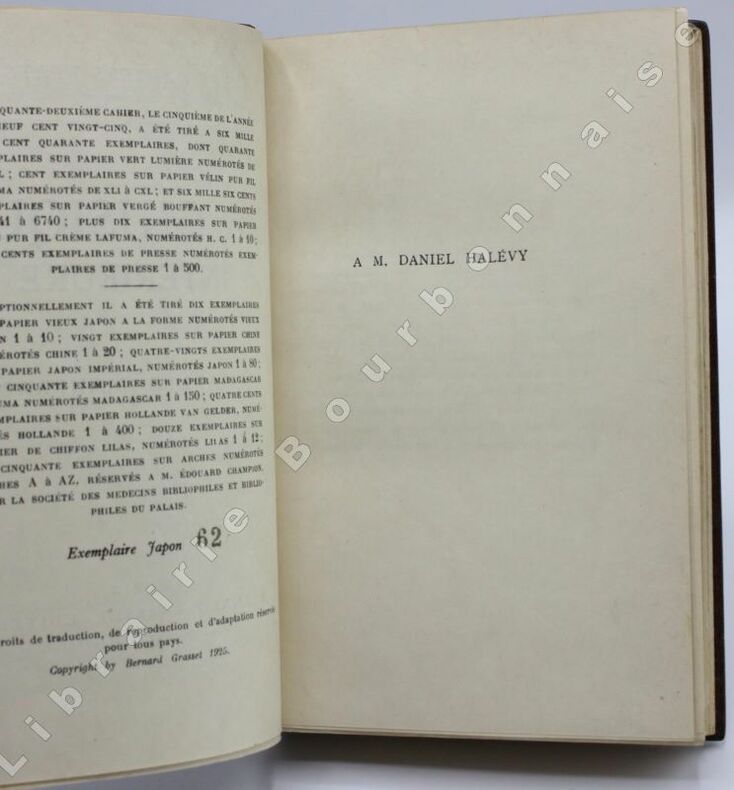 QUANTE-DEUXIÈME CAHIER, LE CINQUIÈME DE L'ANNÉE
NEUF CENT VINGT-CINQ, A ÉTÉ TIRÉ A SIX MILLE
CENT QUARANTE EXEMPLAIRES, DONT QUARANTE
PLAIRES SUR PAPIER VERT LUMIÈRE NUMÉROTÉS DE
L ; CENT EXEMPLAIRES SUR PAPIER VÉLIN PUR FIL
MA NUMÉROTÉS DE XLI à CXL ; ET SIX MILLE SIX CENTS
PLAIRES SUR PAPIER VERGÉ BOUFFANT NUMÉROTÉS
41 à 6740 ; PLUS DIX EXEMPLAIRES SUR PAPIER
PUR FIL CRÈME LAFUMA, NUMÉROTÉS H. C. 1 à 10 ;
CENTS EXEMPLAIRES DE PRESSE NUMÉROTÉS EXEM-
PLAIRES DE PRESSE 1 à 500.
PTIONNELLEMENT IL A ÉTÉ TIRÉ DIX EXEMPLAIRES
PAPIER VIEUX JAPON A LA FORME NUMÉROTÉS VIEUX
N 1 à 10 ; VINGT EXEMPLAIRES SUR PAPIER CHINE
ÉROTÉS CHINE 1 à 20 ; QUATRE-VINGTS EXEMPLAIRES
PAPIER JAPON IMPÉRIAL, NUMÉROTÉS JAPON 1 à 80 ;
CINQUANTE EXEMPLAIRES SUR PAPIER MADAGASCAR
UMA NUMÉROTÉS MADAGASCAR 1 à 150 ; QUATRE CENTS
EMPLAIRES SUR PAPIER HOLLANDE VAN GELDER, NUMÉ-
ÉS HOLLANDE 1 à 400 ; DOUZE EXEMPLAIRES SUR
IER DE CHIFFON LILAS, NUMÉROTÉS LILAS 1 à 12 ;
CINQUANTE EXEMPLAIRES SUR ARCHES NUMÉROTÉS
HES A à AZ, RÉSERVÉS A M. ÉDOUARD CHAMPION,
R LA SOCIÉTÉ DES MEDECINS BIBLIOPHILES ET BIBLIO-
PHILES DU PALAIS.
Exemplaire Japon 62
roits de traduction, de reproduction et d'adaptation réservés
pour tous pays.
Copyright by Bernard Grasset 1925.
A M. DANIEL HALÉVY
Librairie Bourbonnaise